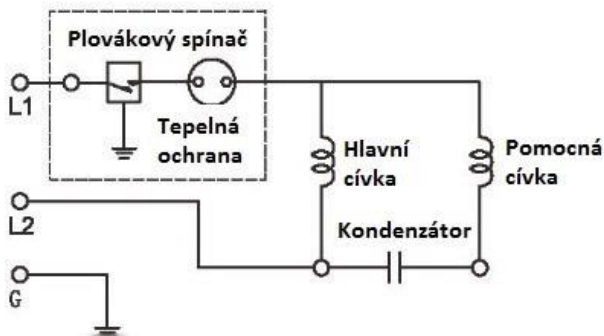 Plovákový spínač
L1
Tepelná
ochrana
Hlavní
cívka
Pomocná
cívka
L2
Kondenzátor
G